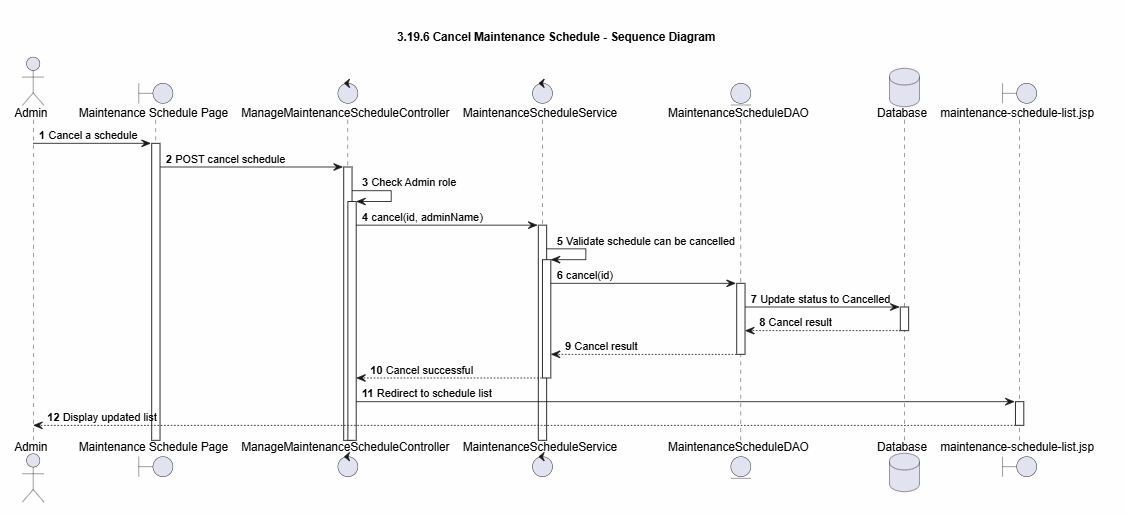 3.19.6 Cancel Maintenance Schedule - Sequence Diagram
Admin
Maintenance Schedule Page
ManageMaintenanceScheduleController
MaintenanceScheduleService
MaintenanceScheduleDAO
Database
maintenance-schedule-list.jsp
1 Cancel a schedule
2 POST cancel schedule
3 Check Admin role
4 cancel(id, adminName)
5 Validate schedule can be cancelled
6 cancel(id)
7 Update status to Cancelled
8 Cancel result
9 Cancel result
10 Cancel successful
11 Redirect to schedule list
12 Display updated list
Admin
Maintenance Schedule Page
ManageMaintenanceScheduleController
MaintenanceScheduleService
MaintenanceScheduleDAO
Database
maintenance-schedule-list.jsp